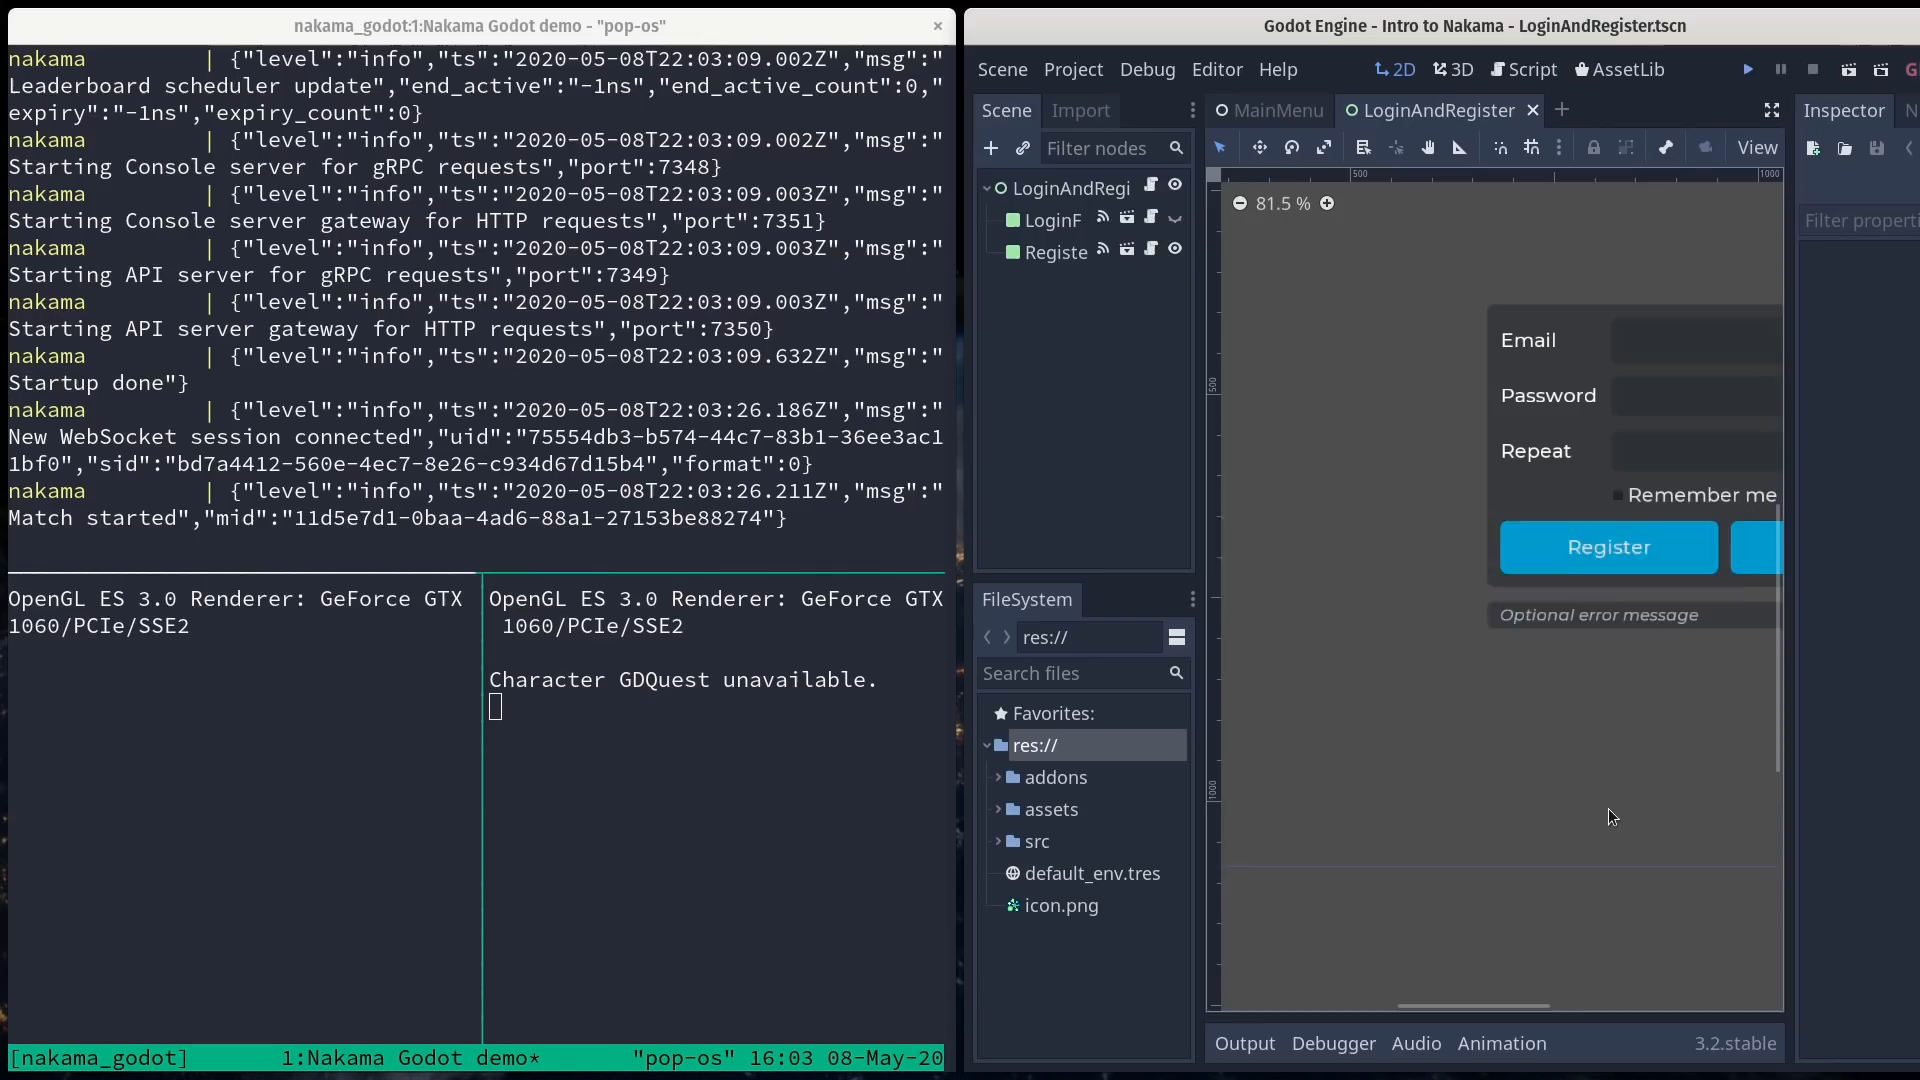 nakama_godot:1:Nakama Godot demo - "pop-os"
nakama | {"level":"info","ts":"2020-05-08T22:03:09.002Z","msg":"
Leaderboard scheduler update","end_active":"-1ns","end_active_count":0,"
expiry":"-1ns","expiry_count":0}
nakama | {"level":"info","ts":"2020-05-08T22:03:09.002Z","msg":"
Starting Console server for gRPC requests","port":7348}
nakama | {"level":"info","ts":"2020-05-08T22:03:09.003Z","msg":"
Starting Console server gateway for HTTP requests","port":7351}
nakama | {"level":"info","ts":"2020-05-08T22:03:09.003Z","msg":"
Starting API server for gRPC requests","port":7349}
nakama | {"level":"info","ts":"2020-05-08T22:03:09.003Z","msg":"
Starting API server gateway for HTTP requests","port":7350}
nakama | {"level":"info","ts":"2020-05-08T22:03:09.632Z","msg":"
Startup done"}
nakama | {"level":"info","ts":"2020-05-08T22:03:26.186Z","msg":"
New WebSocket session connected","uid":"75554db3-b574-44c7-83b1-36ee3ac1
1bf0","sid":"bd7a4412-560e-4ec7-8e26-c934d67d15b4","format":0}
nakama | {"level":"info","ts":"2020-05-08T22:03:26.211Z","msg":"
Match started","mid":"11d5e7d1-0baa-4ad6-88a1-27153be88274"}
OpenGL ES 3.0 Renderer: GeForce GTX
1060/PCIe/SSE2
OpenGL ES 3.0 Renderer: GeForce GTX
1060/PCIe/SSE2
Character GDQuest unavailable.
[nakama_godot] 1:Nakama Godot demo* "pop-os" 16:03 08-May-20
Godot Engine - Intro to Nakama - LoginAndRegister.tscn
Scene Project Debug Editor Help 2D 3D Script AssetLib
Scene Import
Filter nodes
LoginAndRegi
LoginF
Registe
FileSystem
res://
Search files
Favorites:
res://
addons
assets
src
default_env.tres
icon.png
MainMenu LoginAndRegister
View
500 1000
81.5 %
500
1000
Email
Password
Repeat
Remember me
Register
Optional error message
Output Debugger Audio Animation 3.2.stable
Inspector N
Filter properti